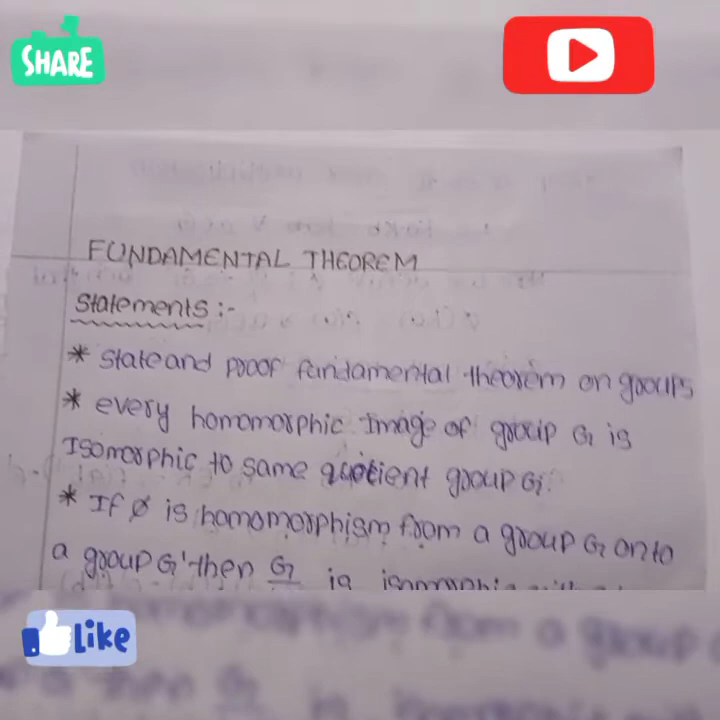 SHARE
FUNDAMENTAL THEOREM
Statements :-
* State and proof fundamental theorem on groups
* every homomorphic Image of group G is
Isomorphic to same quotient group G.
* If ø is homomorphism from a group G onto
a group G' then G is isomorphic
Like